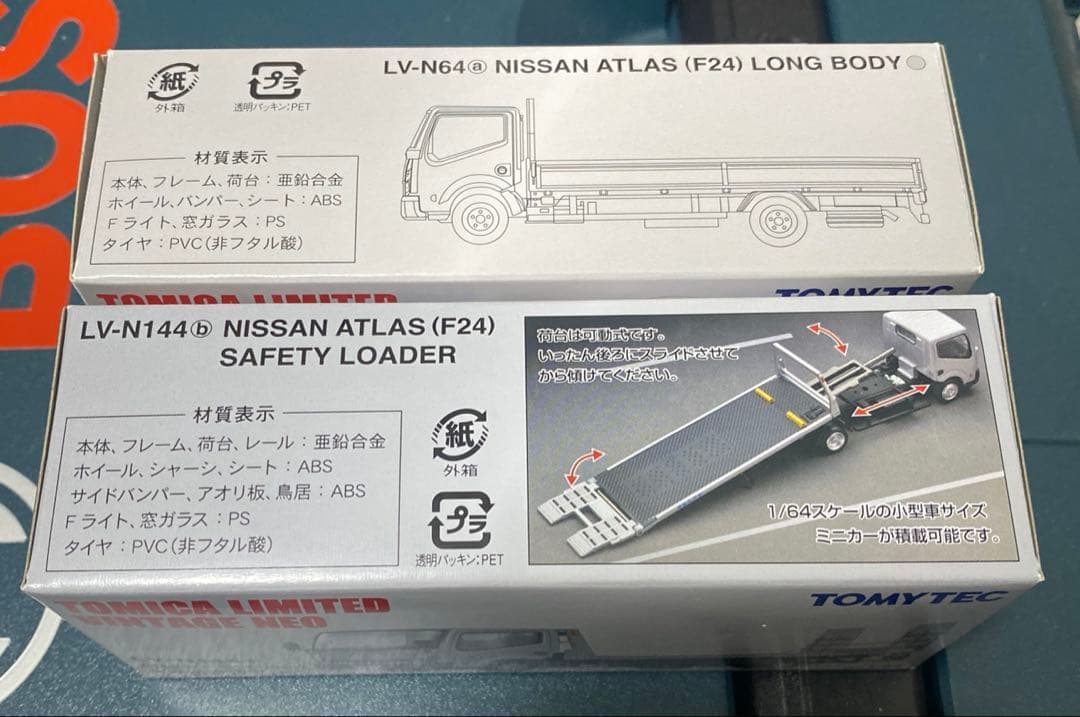 BOS
紙
外箱
プラ
透明パッキン:PET
LV-N64ⓐ NISSAN ATLAS (F24) LONG BODY
材質表示
本体、フレーム、荷台：亜鉛合金
ホイール、バンパー、シート：ABS
Fライト、窓ガラス：PS
タイヤ：PVC（非フタル酸）
TOMICA LIMITED
TOMYTEC
LV-N144ⓑ NISSAN ATLAS (F24)
SAFETY LOADER
材質表示
本体、フレーム、荷台、レール：亜鉛合金
ホイール、シャーシ、シート：ABS
サイドバンパー、アオリ板、鳥居：ABS
Fライト、窓ガラス：PS
タイヤ：PVC（非フタル酸）
紙
外箱
プラ
透明パッキン:PET
荷台は可動式です。
いったん後ろにスライドさせて
から傾けてください。
1/64スケールの小型車サイズ
ミニカーが積載可能です。
TOMICA LIMITED
VINTAGE NEO
TOMYTEC